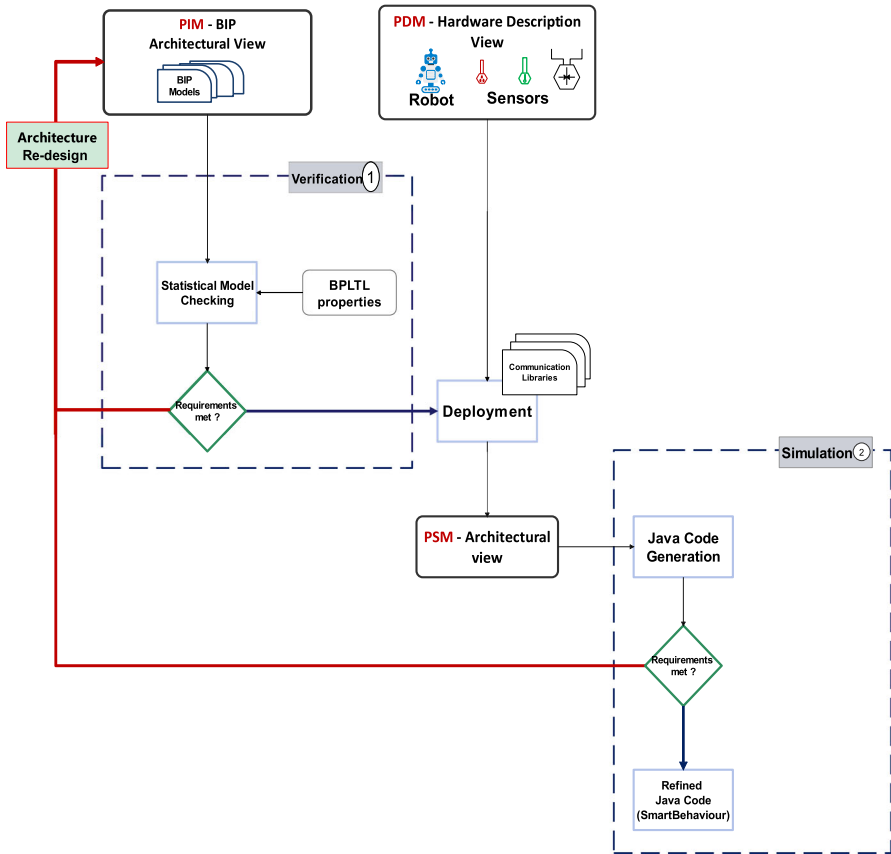 PIM - BIP
Architectural View
BIP
Models
PDM - Hardware Description
View
Robot
Sensors
Architecture
Re-design
Verification 1
Statistical Model
Checking
BPLTL
properties
Requirements
met ?
Communication
Libraries
Deployment
Simulation 2
PSM - Architectural
view
Java Code
Generation
Requirements
met ?
Refined
Java Code
(SmartBehaviour)